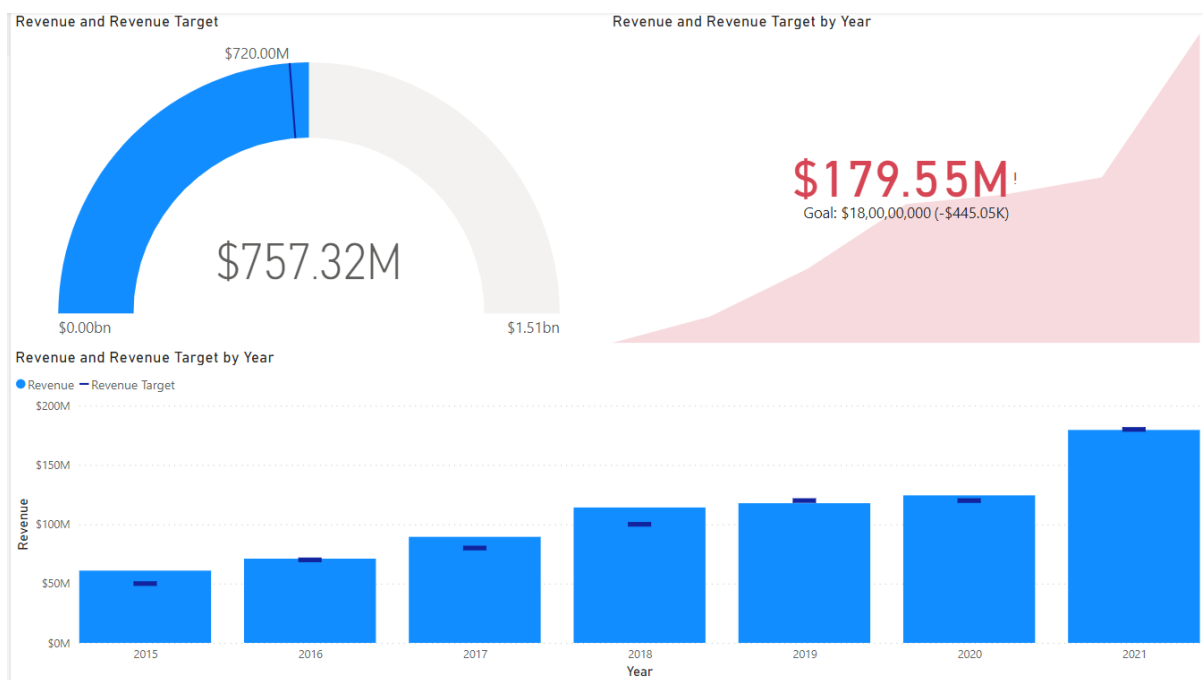 Revenue and Revenue Target
$720.00M
$757.32M
$0.00bn
$1.51bn
Revenue and Revenue Target by Year
$179.55M!
Goal: $18,00,00,000 (-$445.05K)
Revenue and Revenue Target by Year
Revenue Revenue Target
$200M
$150M
$100M
$50M
$0M
Revenue
2015 2016 2017 2018 2019 2020 2021
Year